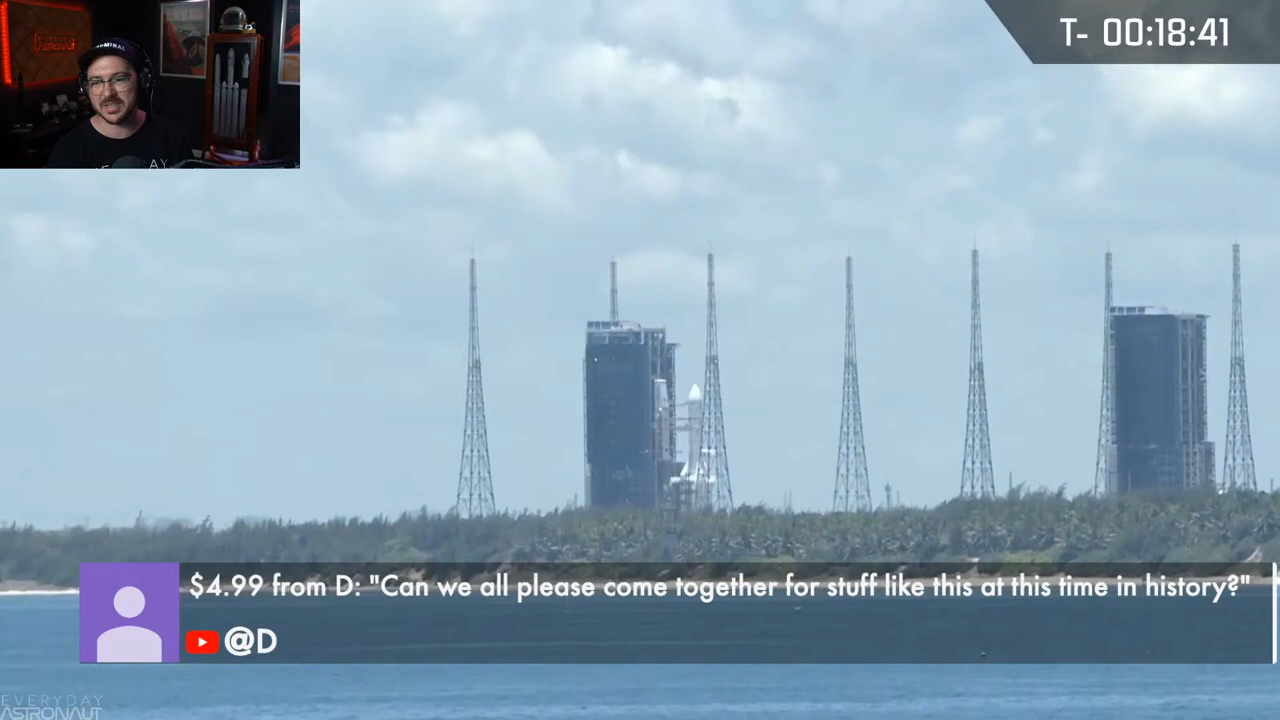 T- 00:18:41
$4.99 from D: "Can we all please come together for stuff like this at this time in history?"
@D
EVERYDAY
ASTRONAUT